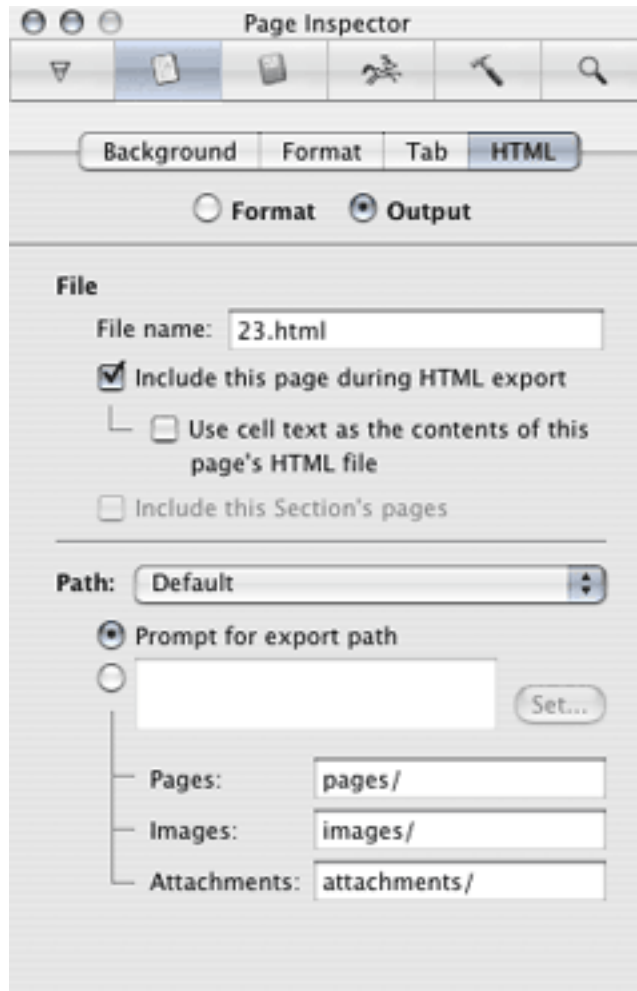 Page Inspector
Background Format Tab HTML
Format Output
File
File name: 23.html
Include this page during HTML export
Use cell text as the contents of this
page's HTML file
Include this Section's pages
Path: Default
Prompt for export path
Set...
Pages: pages/
Images: images/
Attachments: attachments/